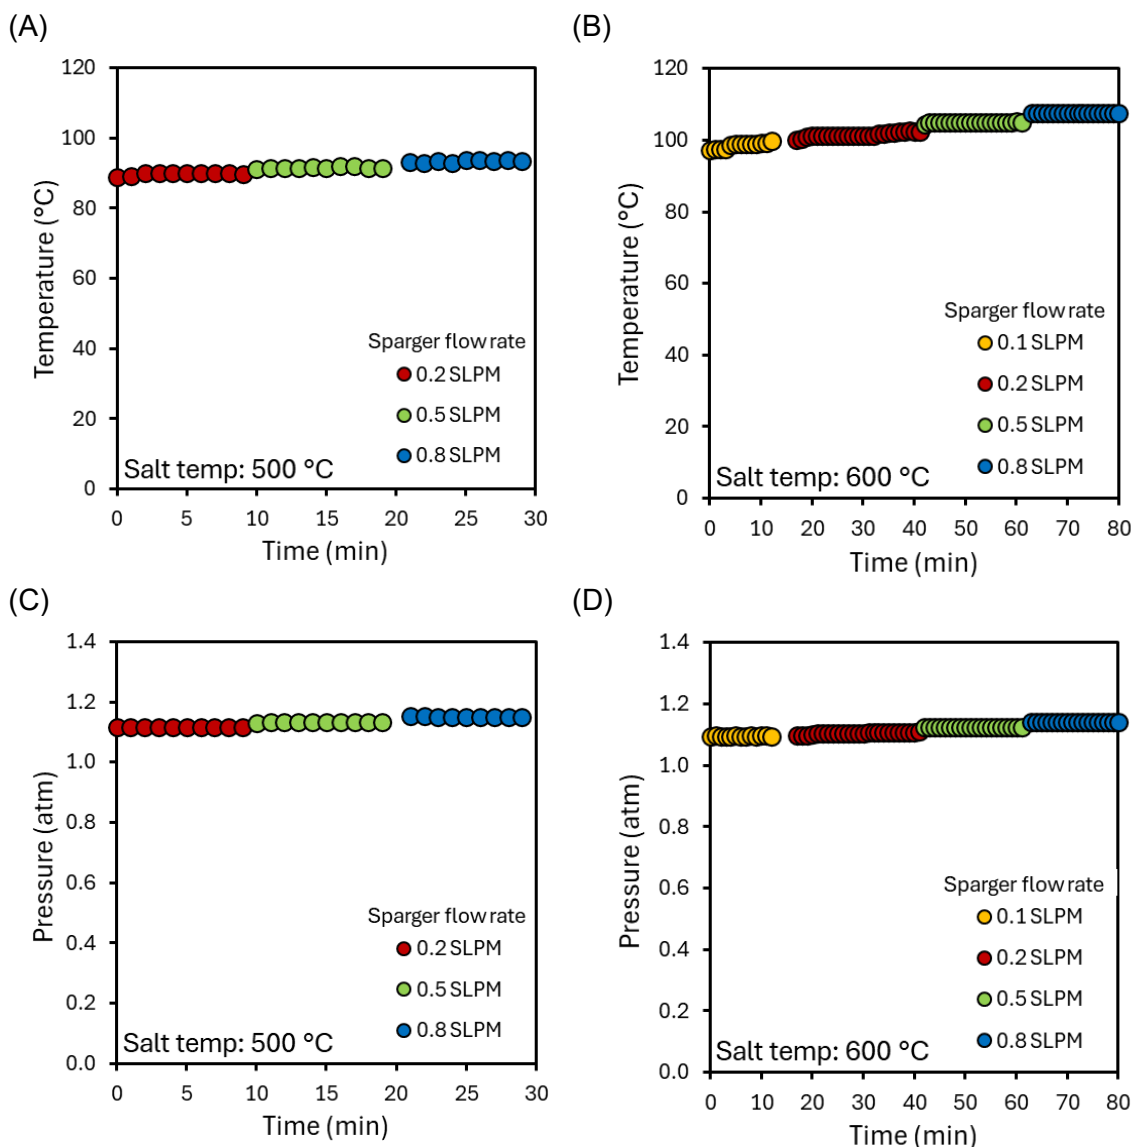 (A)
120
100
80
60
40
20
0
Temperature (°C)
Sparger flow rate
0.2 SLPM
0.5 SLPM
0.8 SLPM
Salt temp: 500 °C
0 5 10 15 20 25 30
Time (min)
(B)
120
100
80
60
40
20
0
Temperature (°C)
Sparger flow rate
0.1 SLPM
0.2 SLPM
0.5 SLPM
0.8 SLPM
Salt temp: 600 °C
0 10 20 30 40 50 60 70 80
Time (min)
(C)
1.4
1.2
1.0
0.8
0.6
0.4
0.2
0.0
Pressure (atm)
Sparger flow rate
0.2 SLPM
0.5 SLPM
0.8 SLPM
Salt temp: 500 °C
0 5 10 15 20 25 30
Time (min)
(D)
1.4
1.2
1.0
0.8
0.6
0.4
0.2
0.0
Pressure (atm)
Sparger flow rate
0.1 SLPM
0.2 SLPM
0.5 SLPM
0.8 SLPM
Salt temp: 600 °C
0 10 20 30 40 50 60 70 80
Time (min)